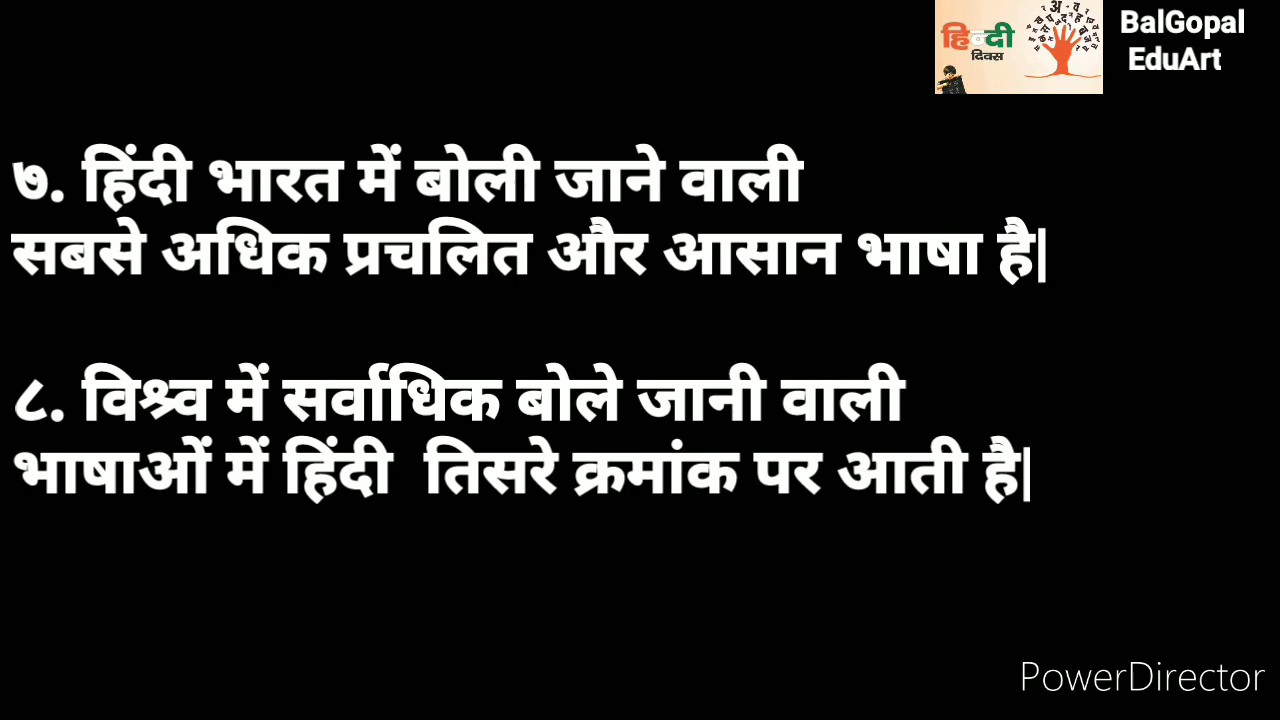 हिन्दी
दिवस
अ
BalGopal
EduArt
७. हिंदी भारत में बोली जाने वाली
सबसे अधिक प्रचलित और आसान भाषा है|
८. विश्र्व में सर्वाधिक बोले जानी वाली
भाषाओं में हिंदी तिसरे क्रमांक पर आती है|
PowerDirector